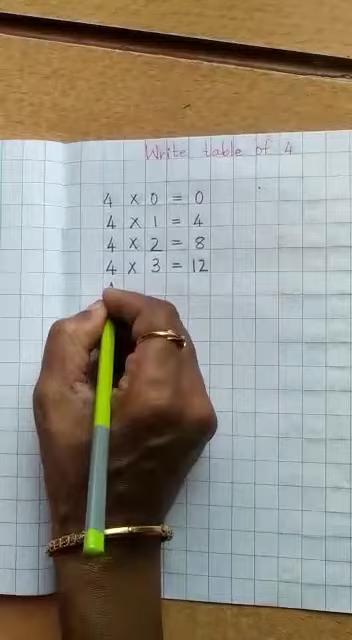 Write table of 4
4 × 0 = 0
4 × 1 = 4
4 × 2 = 8
4 × 3 = 12